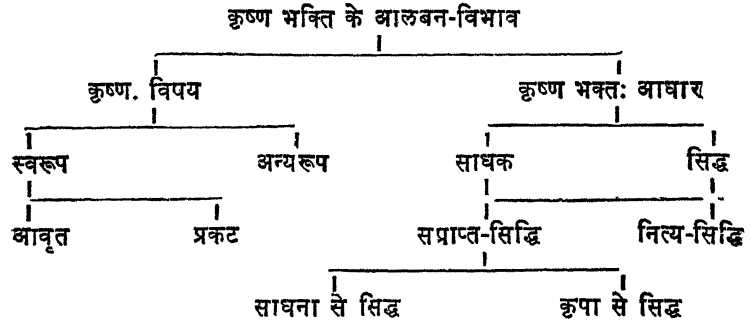 कृष्ण भक्ति के आलबन-विभाव
कृष्ण. विषय कृष्ण भक्तः आधार
स्वरूप अन्यरूप साधक सिद्ध
आवृत प्रकट सप्राप्त-सिद्धि नित्य-सिद्धि
साधना से सिद्ध कृपा से सिद्ध